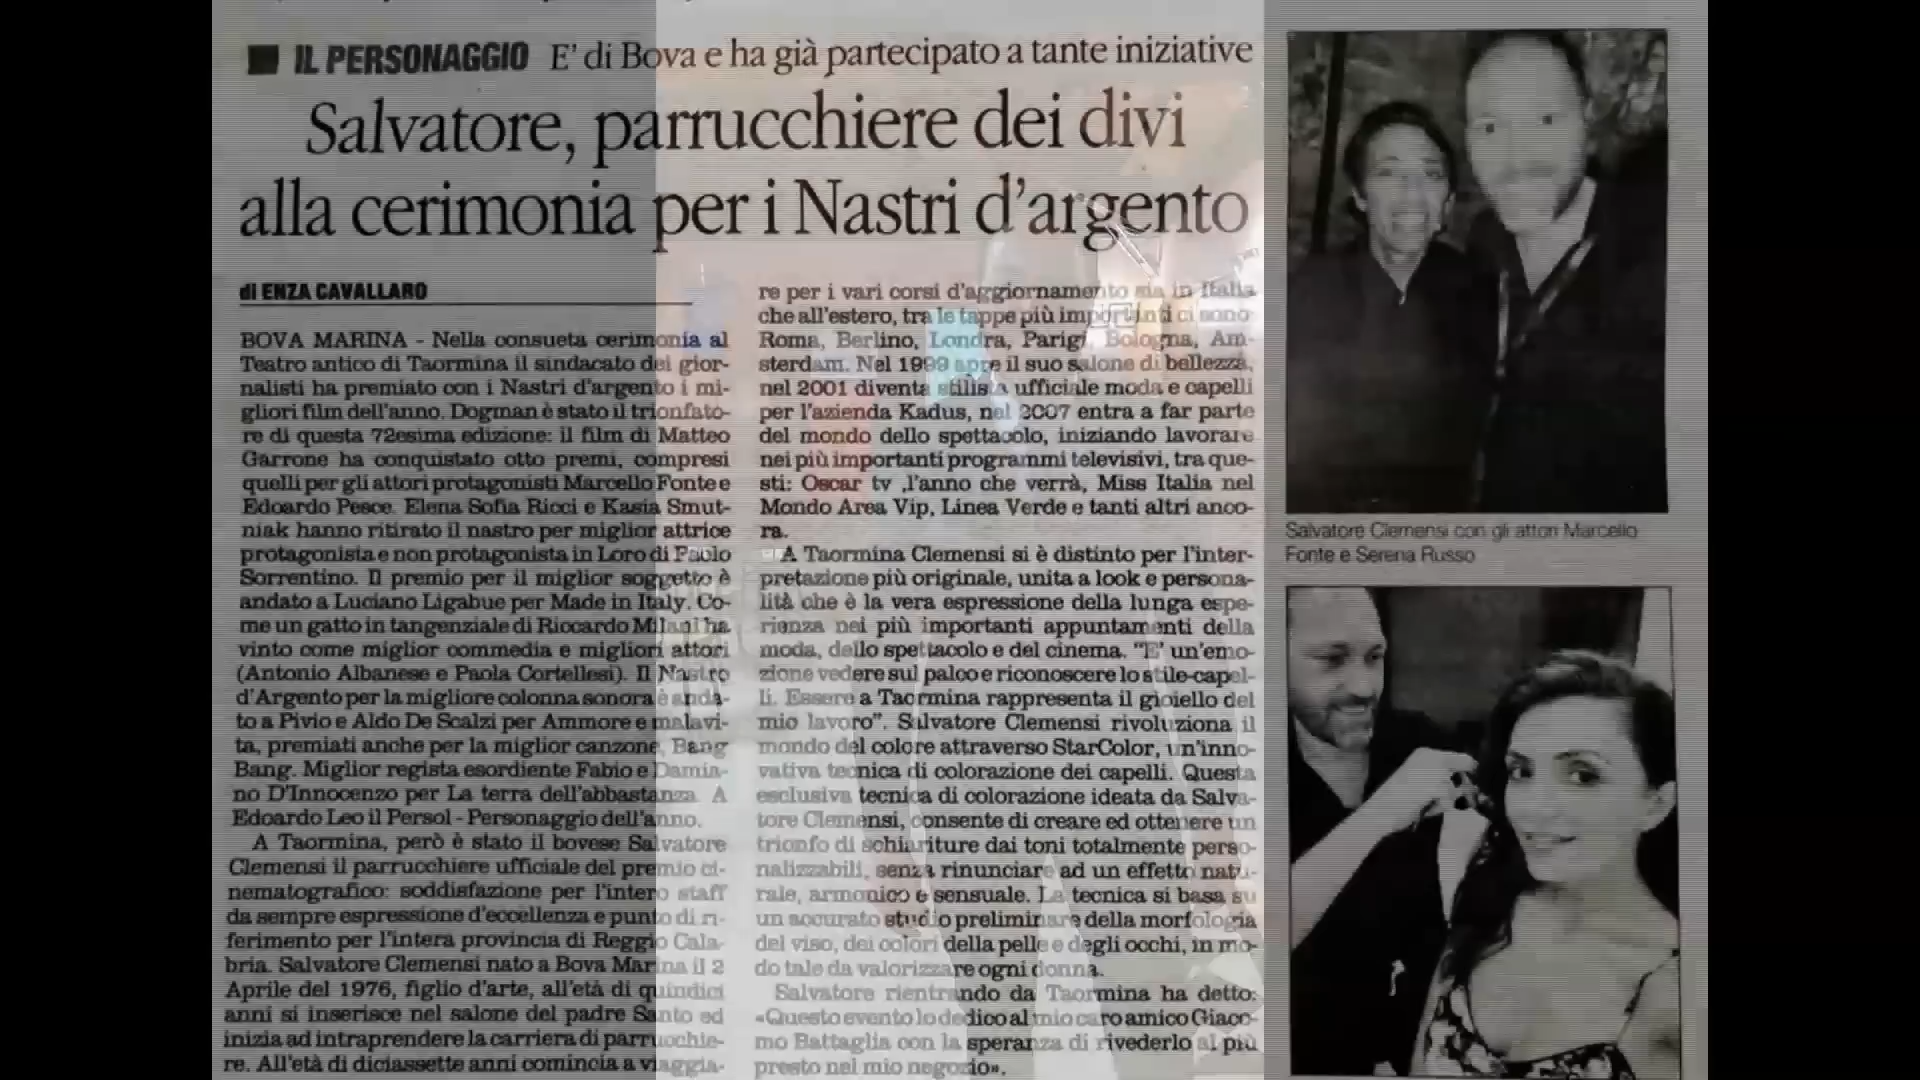 IL PERSONAGGIO E' di Bova e ha già partecipato a tante iniziative
Salvatore, parrucchiere dei divi
alla cerimonia per i Nastri d'argento
di ENZA CAVALLARO
BOVA MARINA - Nella consueta cerimonia al
Teatro antico di Taormina il sindacato dei gior-
nalisti ha premiato con i Nastri d'argento i mi-
gliori film dell'anno. Dogman è stato il trionfato-
re di questa 72esima edizione: il film di Matteo
Garrone ha conquistato otto premi, compresi
quelli per gli attori protagonisti Marcello Fonte e
Edoardo Pesce. Elena Sofia Ricci e Kasia Smut-
niak hanno ritirato il nastro per miglior attrice
protagonista e non protagonista in Loro di Paolo
Sorrentino. Il premio per il miglior soggetto è
andato a Luciano Ligabue per Made in Italy. Co-
me un gatto in tangenziale di Riccardo Milani ha
vinto come miglior commedia e migliori attori
(Antonio Albanese e Paola Cortellesi). Il Nastro
d'Argento per la migliore colonna sonora è anda-
to a Pivio e Aldo De Scalzi per Ammore e malavi-
ta, premiati anche per la miglior canzone, Bang
Bang. Miglior regista esordiente Fabio e Damia-
no D'Innocenzo per La terra dell'abbastanza. A
Edoardo Leo il Persol - Personaggio dell'anno.
A Taormina, però è stato il bovese Salvatore
Clemensi il parrucchiere ufficiale del premio ci-
nematografico: soddisfazione per l'intero staff
da sempre espressione d'eccellenza e punto di ri-
ferimento per l'intera provincia di Reggio Cala-
bria. Salvatore Clemensi nato a Bova Marina il 2
Aprile del 1976, figlio d'arte, all'età di quindici
anni si inserisce nel salone del padre Santo ed
inizia ad intraprendere la carriera di parrucchie-
re. All'età di diciassette anni comincia a viaggia-
re per i vari corsi d'aggiornamento sia in Italia
che all'estero, tra le tappe più importanti ci sono:
Roma, Berlino, Londra, Parigi, Bologna, Am-
sterdam. Nel 1999 apre il suo salone di bellezza,
nel 2001 diventa stilista ufficiale moda e capelli
per l'azienda Kadus, nel 2007 entra a far parte
del mondo dello spettacolo, iniziando lavorare
nei più importanti programmi televisivi, tra que-
sti: Oscar tv ,l'anno che verrà, Miss Italia nel
Mondo Area Vip, Linea Verde e tanti altri anco-
ra.
A Taormina Clemensi si è distinto per l'inter-
pretazione più originale, unita a look e persona-
lità che è la vera espressione della lunga espe-
rienza nei più importanti appuntamenti della
moda, dello spettacolo e del cinema. "E' un'emo-
zione vedere sul palco e riconoscere lo stile-capel-
li. Essere a Taormina rappresenta il gioiello del
mio lavoro". Salvatore Clemensi rivoluziona il
mondo del colore attraverso StarColor, un'inno-
vativa tecnica di colorazione dei capelli. Questa
esclusiva tecnica di colorazione ideata da Salva-
tore Clemensi, consente di creare ed ottenere un
trionfo di schiariture dai toni totalmente perso-
nalizzabili, senza rinunciare ad un effetto natu-
rale, armonico e sensuale. La tecnica si basa su
un accurato studio preliminare della morfologia
del viso, dei colori della pelle e degli occhi, in mo-
do tale da valorizzare ogni donna.
Salvatore rientrando da Taormina ha detto:
«Questo evento lo dedico al mio caro amico Giaco-
mo Battaglia con la speranza di rivederlo al più
presto nel mio negozio».
Salvatore Clemensi con gli attori Marcello
Fonte e Serena Russo